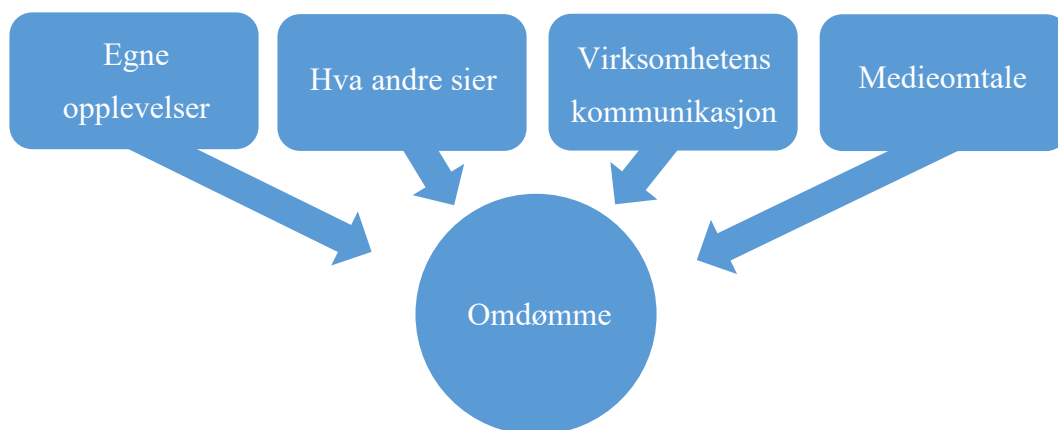 Egne
opplevelser
Hva andre sier
Virksomhetens
kommunikasjon
Medieomtale
Omdømme